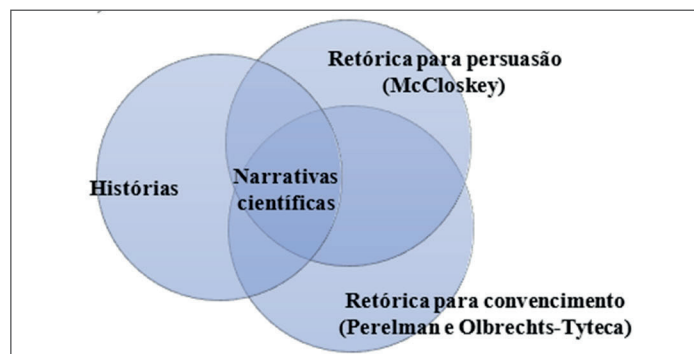 Retórica para persuasão
(McCloskey)
Histórias
Narrativas
científicas
Retórica para convencimento
(Perelman e Olbrechts-Tyteca)